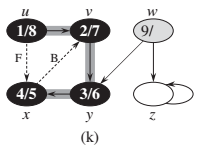 u v w
1/8 2/7 9/
F B
4/5 3/6
x y z
(k)